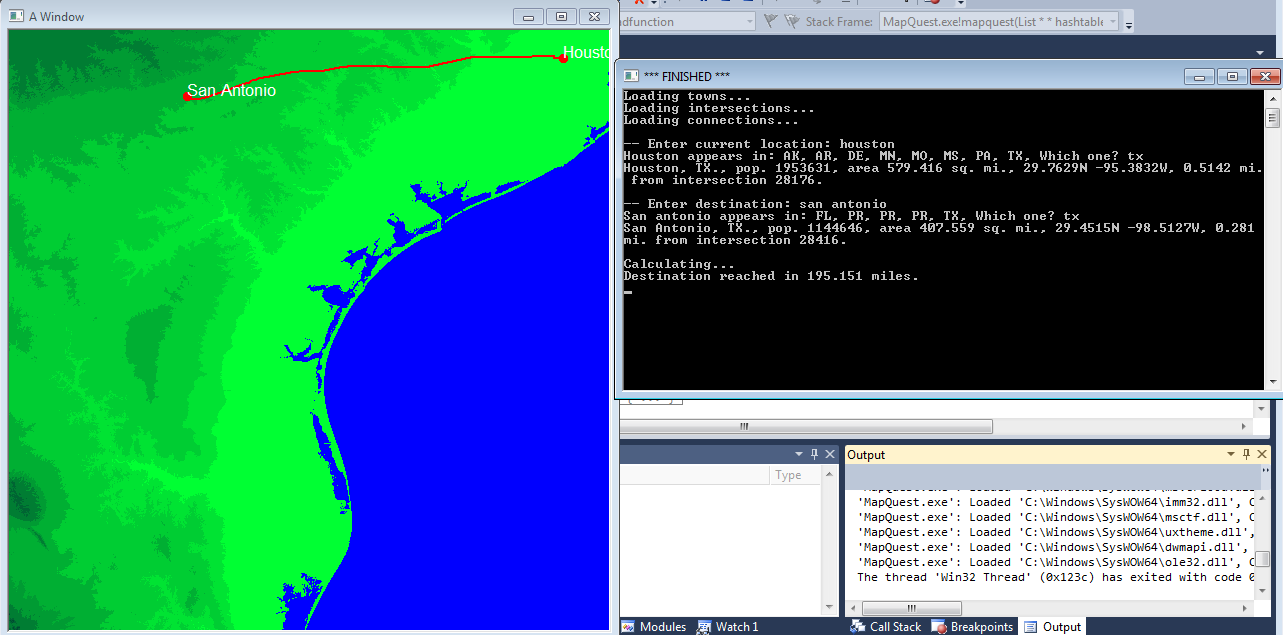 A Window
Houston
San Antonio
Stack Frame: MapQuest.exe!mapquest(List * * hashtable
*** FINISHED ***
Loading towns...
Loading intersections...
Loading connections...
-- Enter current location: houston
Houston appears in: AK, AR, DE, MN, MO, MS, PA, TX, Which one? tx
Houston, TX., pop. 1953631, area 579.416 sq. mi., 29.7629N -95.3832W, 0.5142 mi.
from intersection 28176.
-- Enter destination: san antonio
San antonio appears in: FL, PR, PR, PR, TX, Which one? tx
San Antonio, TX., pop. 1144646, area 407.559 sq. mi., 29.4515N -98.5127W, 0.281
mi. from intersection 28416.
Calculating...
Destination reached in 195.151 miles.
Type
Output
'MapQuest.exe': Loaded 'C:\Windows\SysWOW64\imm32.dll', C
'MapQuest.exe': Loaded 'C:\Windows\SysWOW64\msctf.dll', C
'MapQuest.exe': Loaded 'C:\Windows\SysWOW64\uxtheme.dll',
'MapQuest.exe': Loaded 'C:\Windows\SysWOW64\dwmapi.dll',
'MapQuest.exe': Loaded 'C:\Windows\SysWOW64\ole32.dll', C
The thread 'Win32 Thread' (0x123c) has exited with code 0
Modules Watch 1 Call Stack Breakpoints Output